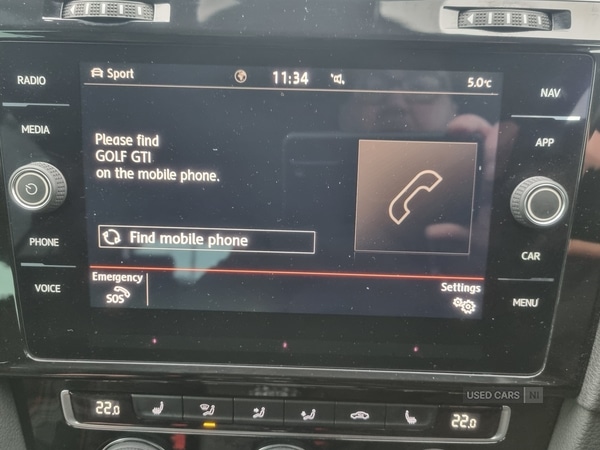 RADIO
MEDIA
PHONE
VOICE
Sport
11:34
5.0°C
Please find
GOLF GTI
on the mobile phone.
Find mobile phone
Emergency
SOS
Settings
NAV
APP
CAR
MENU
22.0
22.0
USED CARS NI